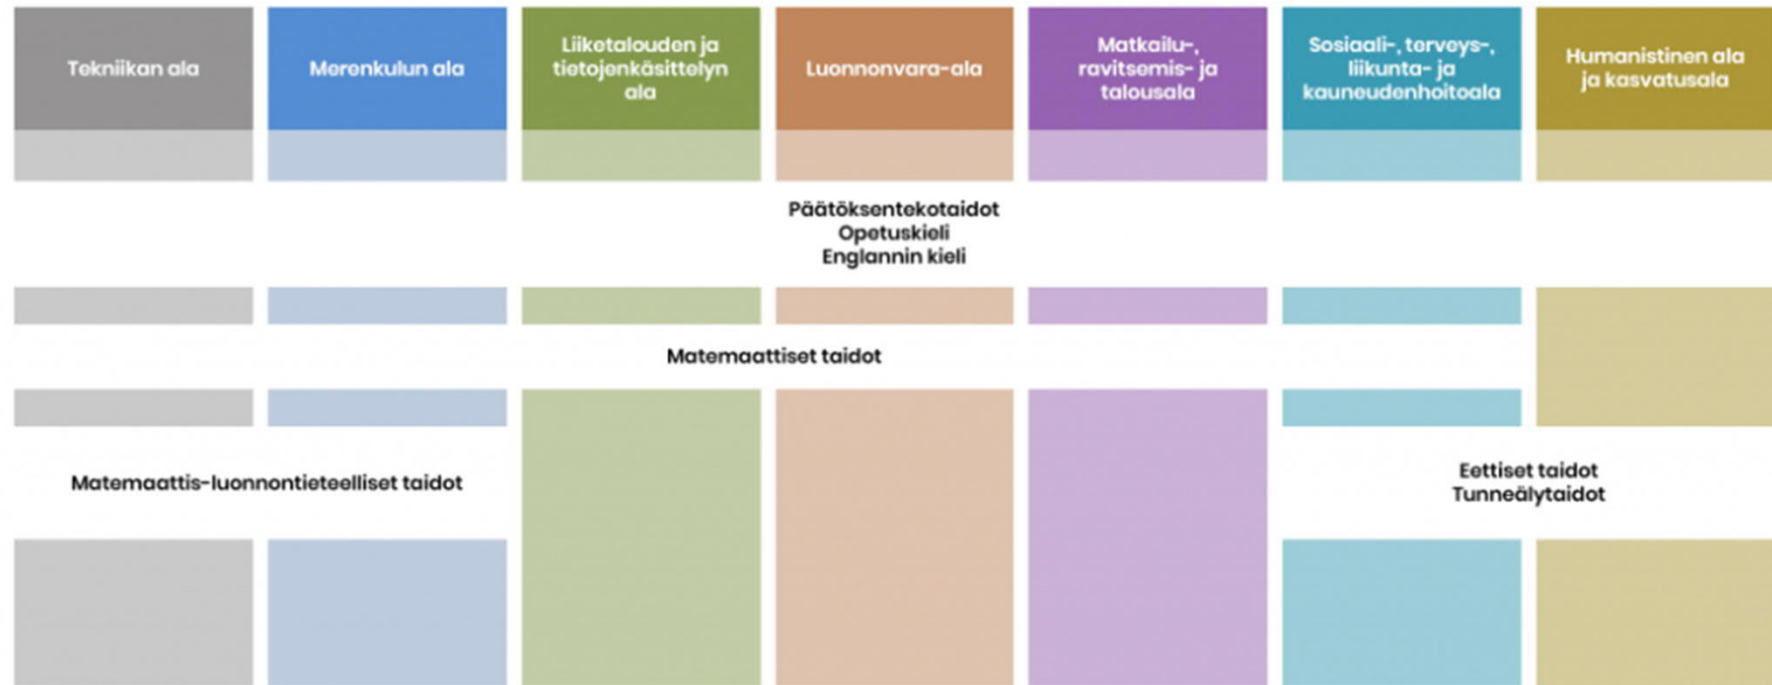 Tekniikan ala
Merenkulun ala
Liiketalouden ja
tietojenkäsittelyn
ala
Luonnonvara-ala
Matkailu-,
ravitsemis- ja
talousala
Sosiaali-, terveys-,
liikunta- ja
kauneudenhoitoala
Humanistinen ala
ja kasvatusala
Päätöksentekotaidot
Opetuskieli
Englannin kieli
Matemaattiset taidot
Matemaattis-luonnontieteelliset taidot
Eettiset taidot
Tunneälytaidot